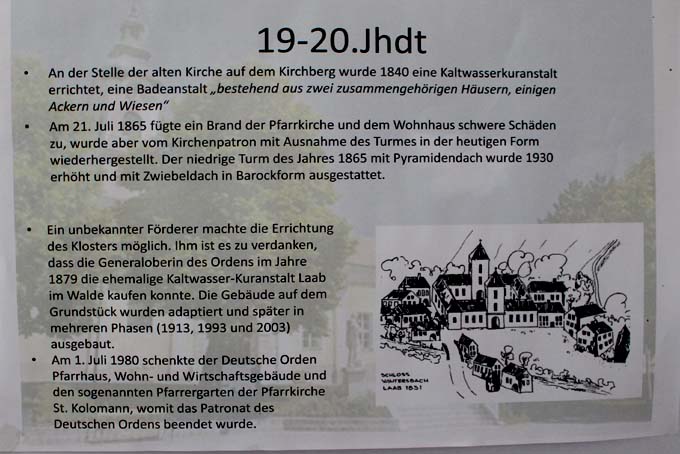 19-20.Jhdt
• An der Stelle der alten Kirche auf dem Kirchberg wurde 1840 eine Kaltwasserkuranstalt
errichtet, eine Badeanstalt „bestehend aus zwei zusammengehörigen Häusern, einigen
Ackern und Wiesen“
• Am 21. Juli 1865 fügte ein Brand der Pfarrkirche und dem Wohnhaus schwere Schäden
zu, wurde aber vom Kirchenpatron mit Ausnahme des Turmes in der heutigen Form
wiederhergestellt. Der niedrige Turm des Jahres 1865 mit Pyramidendach wurde 1930
erhöht und mit Zwiebeldach in Barockform ausgestattet.
• Ein unbekannter Förderer machte die Errichtung
des Klosters möglich. Ihm ist es zu verdanken,
dass die Generaloberin des Ordens im Jahre
1879 die ehemalige Kaltwasser-Kuranstalt Laab
im Walde kaufen konnte. Die Gebäude auf dem
Grundstück wurden adaptiert und später in
mehreren Phasen (1913, 1993 und 2003)
ausgebaut.
• Am 1. Juli 1980 schenkte der Deutsche Orden
Pfarrhaus, Wohn- und Wirtschaftsgebäude und
den sogenannten Pfarrergarten der Pfarrkirche
St. Kolomann, womit das Patronat des
Deutschen Ordens beendet wurde.
SCHLOSS
LAAB 1831